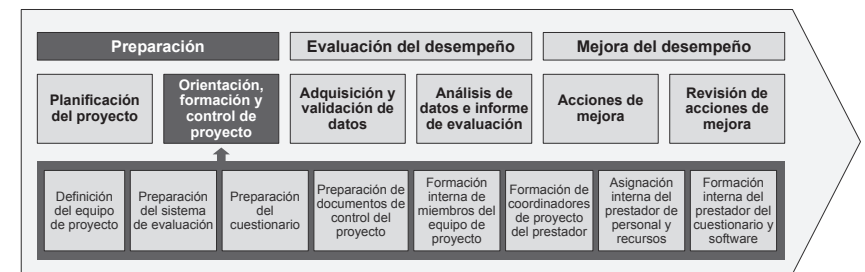 Preparación
Evaluación del desempeño
Mejora del desempeño
Planificación
del proyecto
Orientación,
formación y
control de
proyecto
Adquisición y
validación de
datos
Análisis de
datos e informe
de evaluación
Acciones de
mejora
Revisión de
acciones de
mejora
Definición
del equipo
de proyecto
Preparación
del sistema
de evaluación
Preparación
del
cuestionario
Preparación de
documentos de
control del
proyecto
Formación
interna de
miembros del
equipo de
proyecto
Formación de
coordinadores
de proyecto
del prestador
Asignación
interna del
prestador de
personal y
recursos
Formación
interna del
prestador del
cuestionario y
software